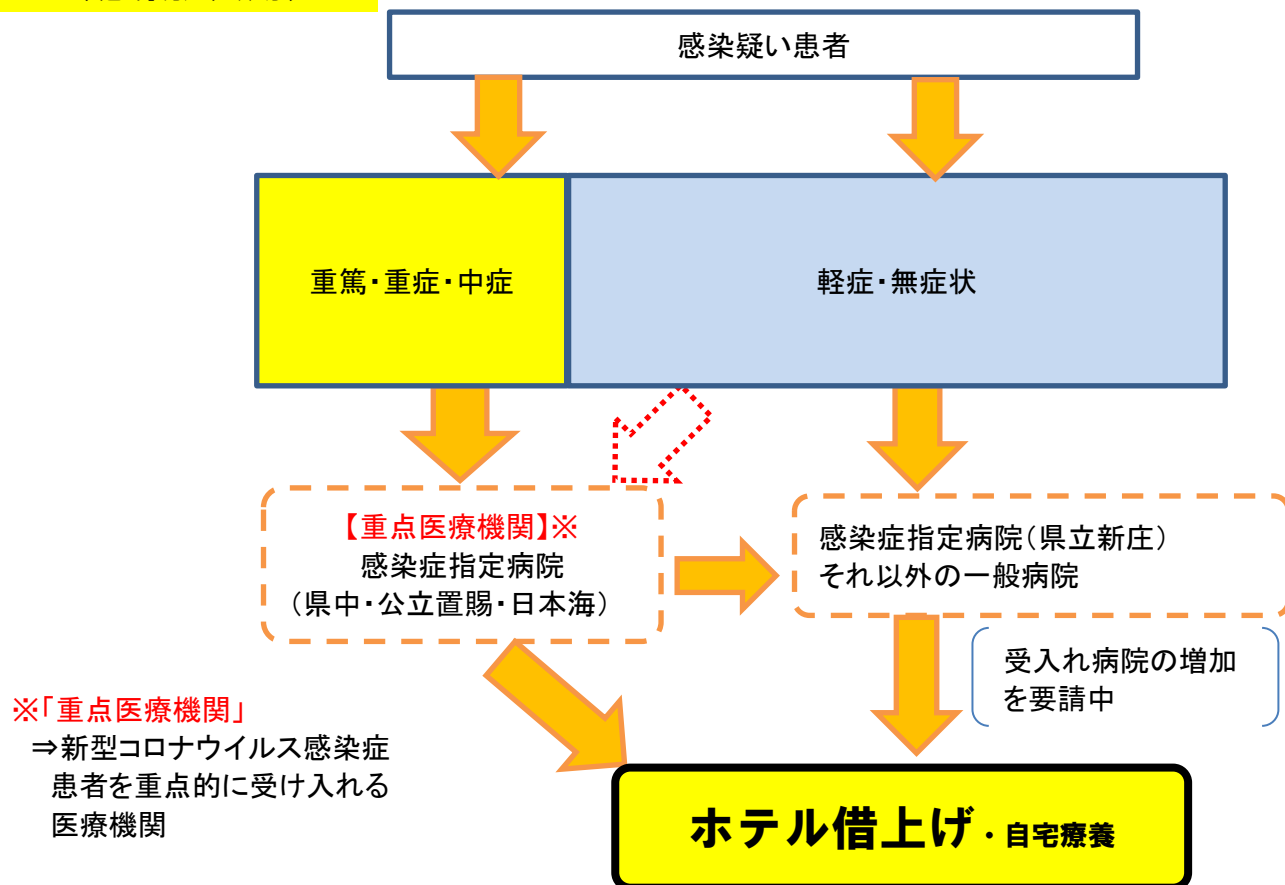 感染疑い患者
重篤・重症・中症
軽症・無症状
【重点医療機関】※
感染症指定病院
（県中・公立置賜・日本海）
感染症指定病院（県立新庄）
それ以外の一般病院
受入れ病院の増加
を要請中
※「重点医療機関」
⇒新型コロナウイルス感染症
患者を重点的に受け入れる
医療機関
ホテル借上げ・自宅療養